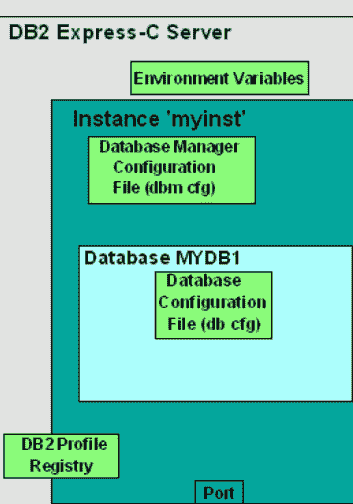 DB2 Express-C Server
Environment Variables
Instance 'myinst'
Database Manager
Configuration
File (dbm cfg)
Database MYDB1
Database
Configuration
File (db cfg)
DB2 Profile
Registry
Port